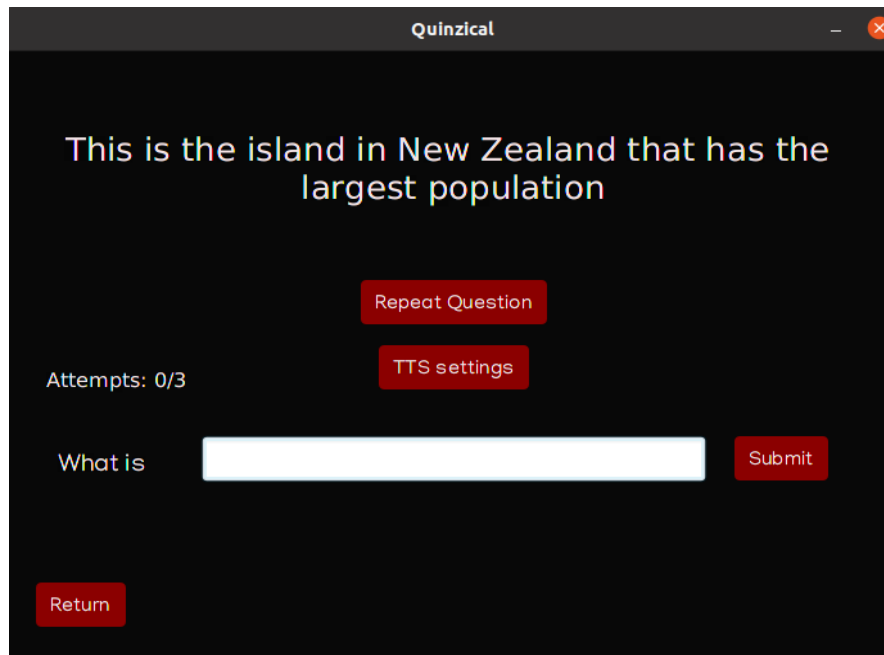 Quinzical
This is the island in New Zealand that has the
largest population
Repeat Question
TTS settings
Attempts: 0/3
What is
Submit
Return